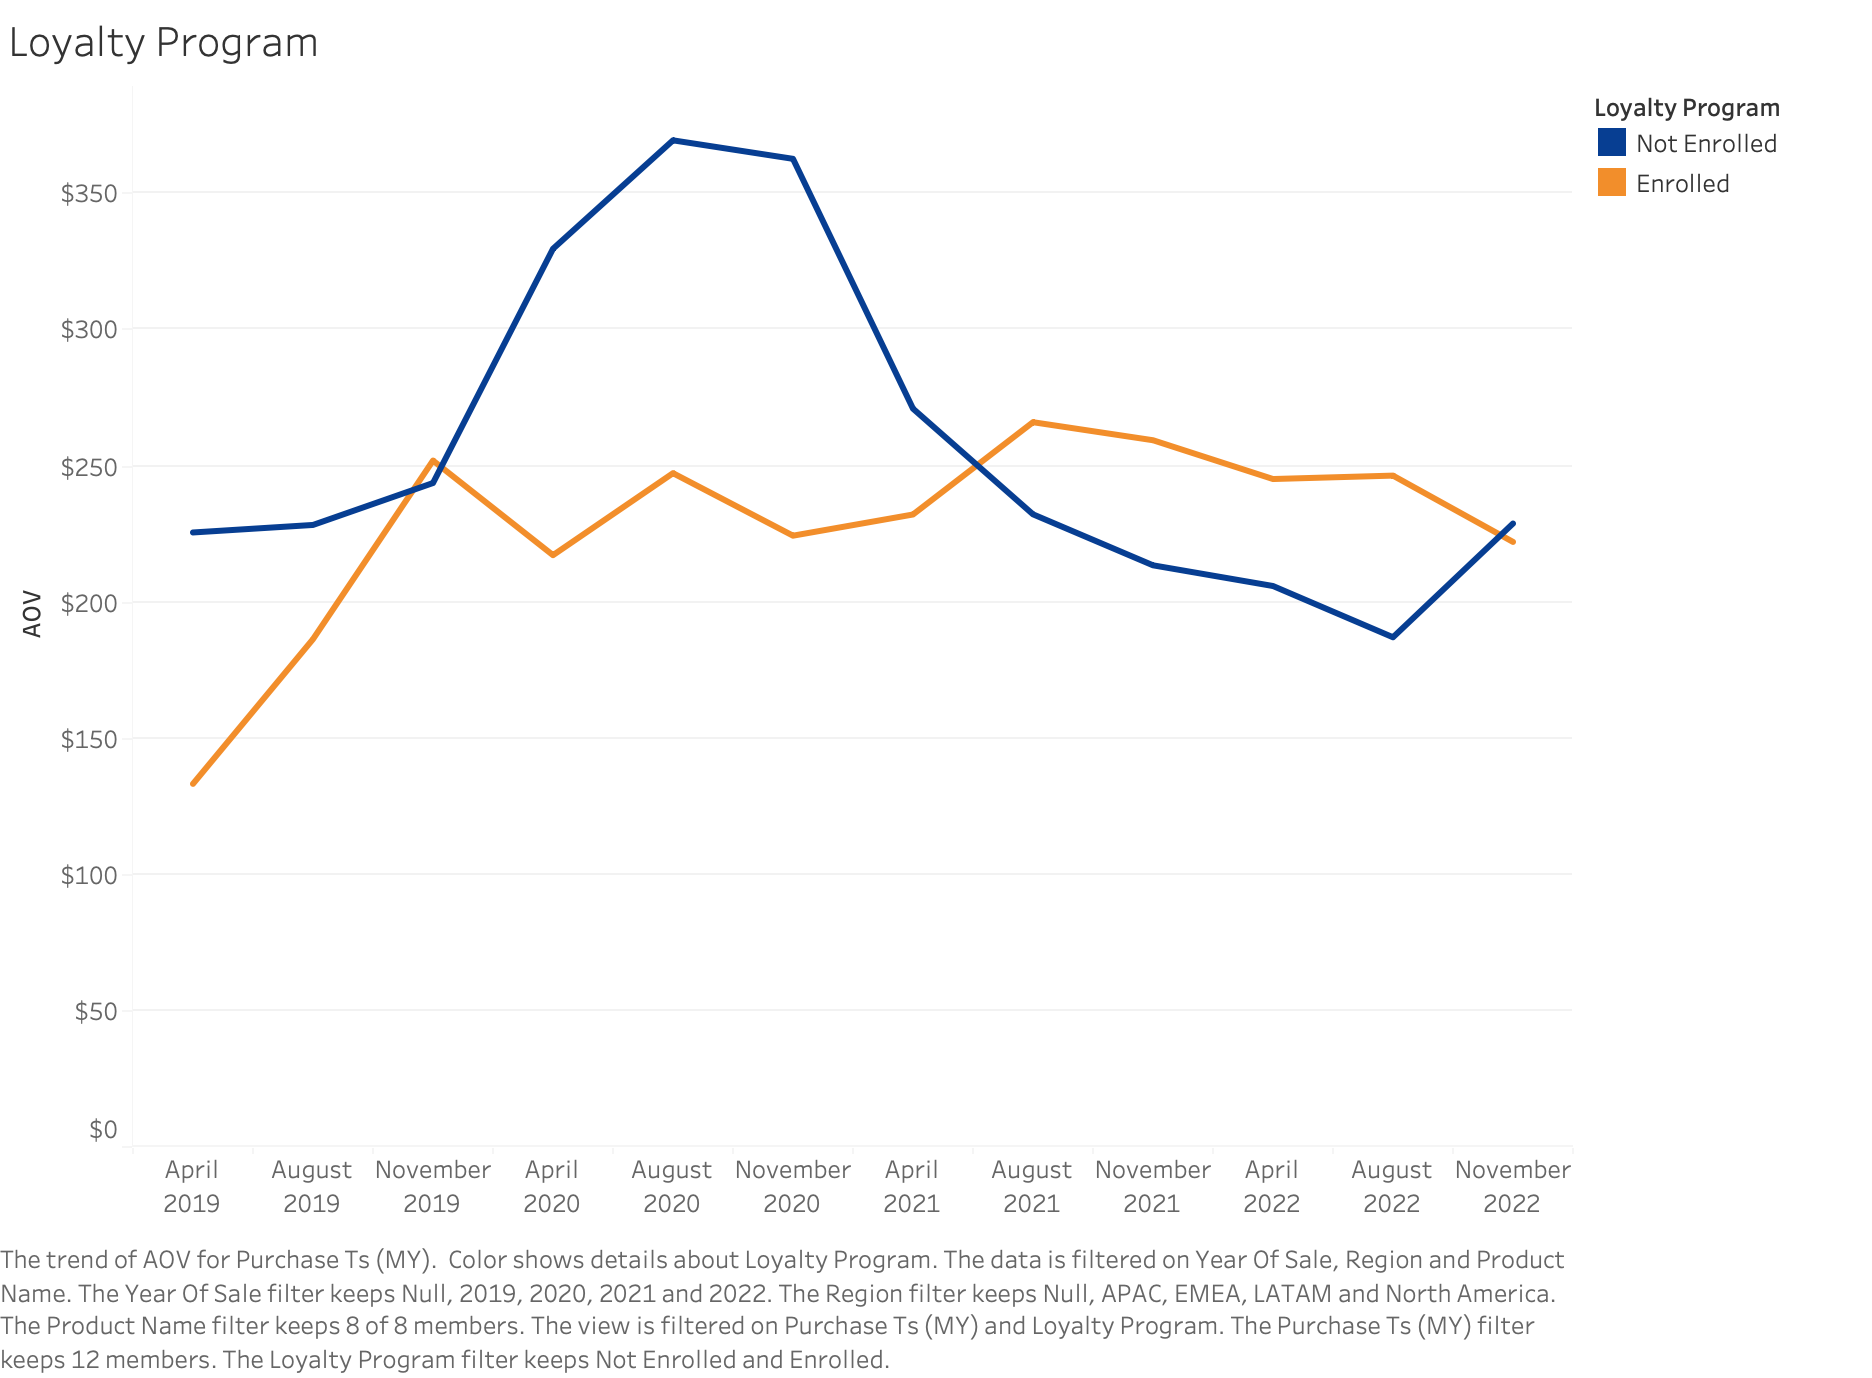 Loyalty Program
Loyalty Program
Not Enrolled
Enrolled
$350
$300
$250
$200
$150
$100
$50
$0
AOV
April August November April August November April August November April August November
2019 2019 2019 2020 2020 2020 2021 2021 2021 2022 2022 2022
The trend of AOV for Purchase Ts (MY).  Color shows details about Loyalty Program. The data is filtered on Year Of Sale, Region and Product
Name. The Year Of Sale filter keeps Null, 2019, 2020, 2021 and 2022. The Region filter keeps Null, APAC, EMEA, LATAM and North America.
The Product Name filter keeps 8 of 8 members. The view is filtered on Purchase Ts (MY) and Loyalty Program. The Purchase Ts (MY) filter
keeps 12 members. The Loyalty Program filter keeps Not Enrolled and Enrolled.